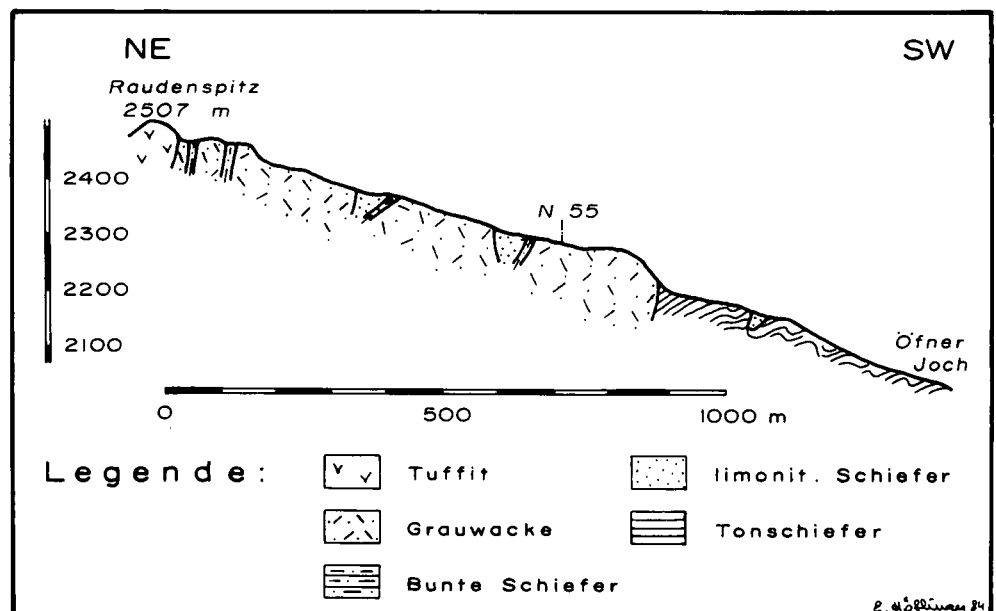 NE
SW
Raudenspitz
2507 m
2400
2300
2200
2100
N 55
Öfner
Joch
0
500
1000 m
Legende:
Tuffit
Grauwacke
Bunte Schiefer
limonit. Schiefer
Tonschiefer
84